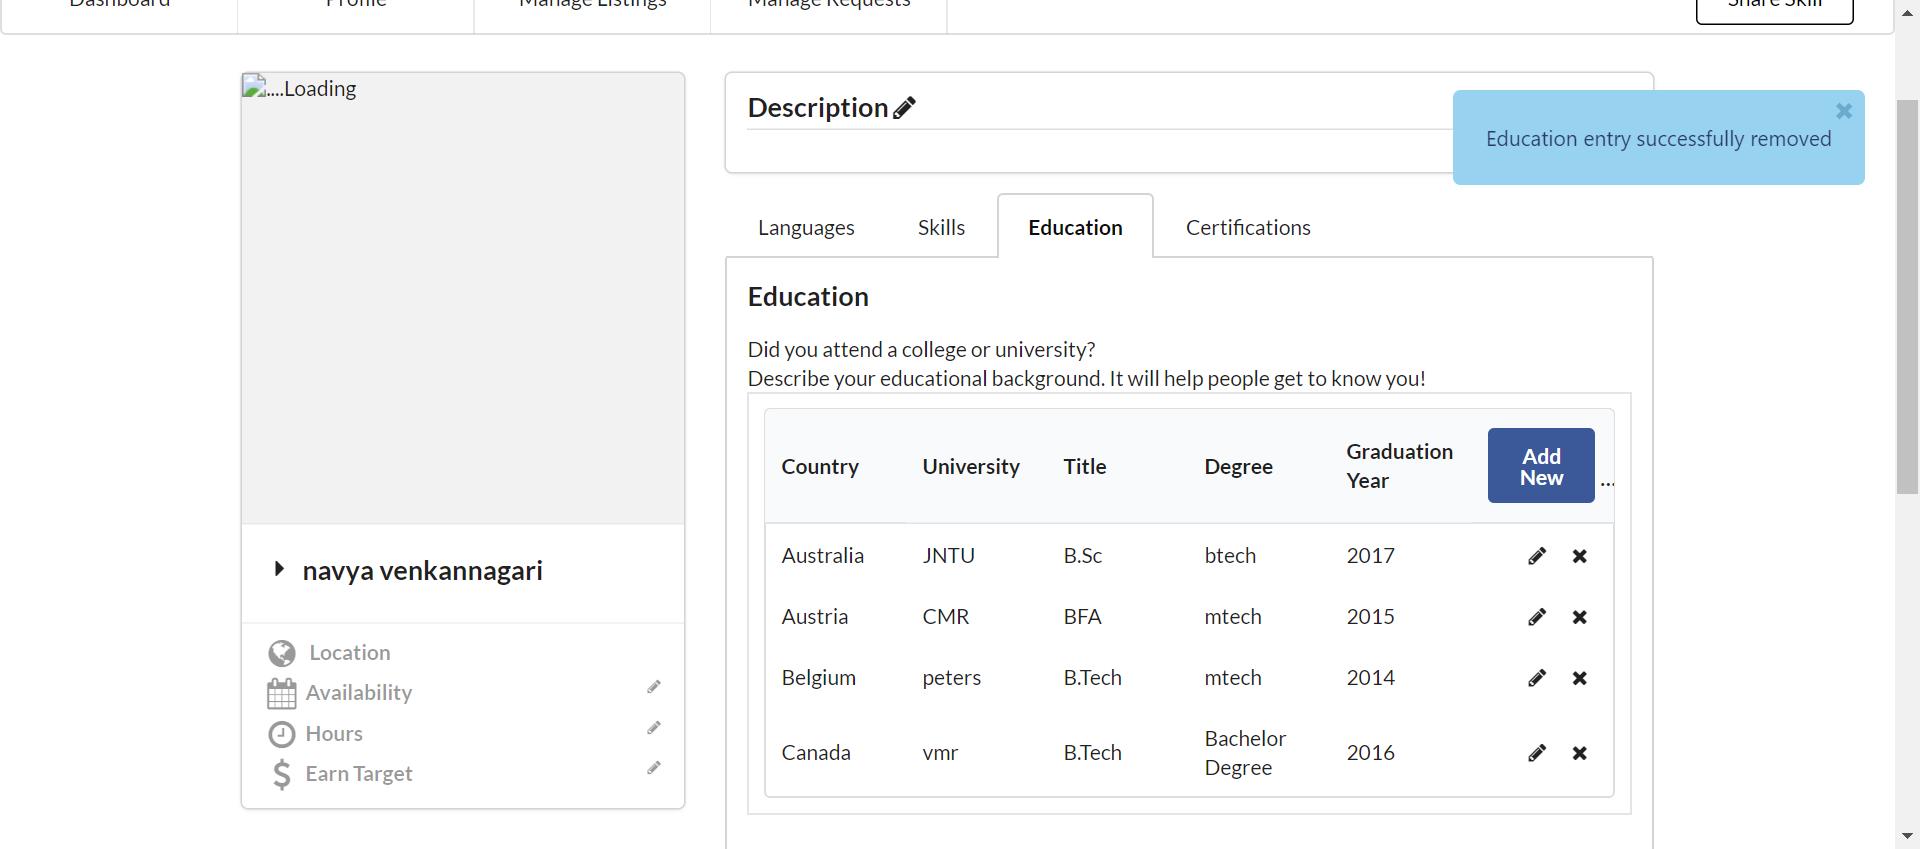 Dashboard
Profile
Manage Listings
Manage Requests
Share Skill
....Loading
Description
Education entry successfully removed
Languages
Skills
Education
Certifications
Education
Did you attend a college or university?
Describe your educational background. It will help people get to know you!
Country University Title Degree Graduation Year Add New ...
Australia JNTU B.Sc btech 2017
Austria CMR BFA mtech 2015
Belgium peters B.Tech mtech 2014
Canada vmr B.Tech Bachelor Degree 2016
navya venkannagari
Location
Availability
Hours
Earn Target